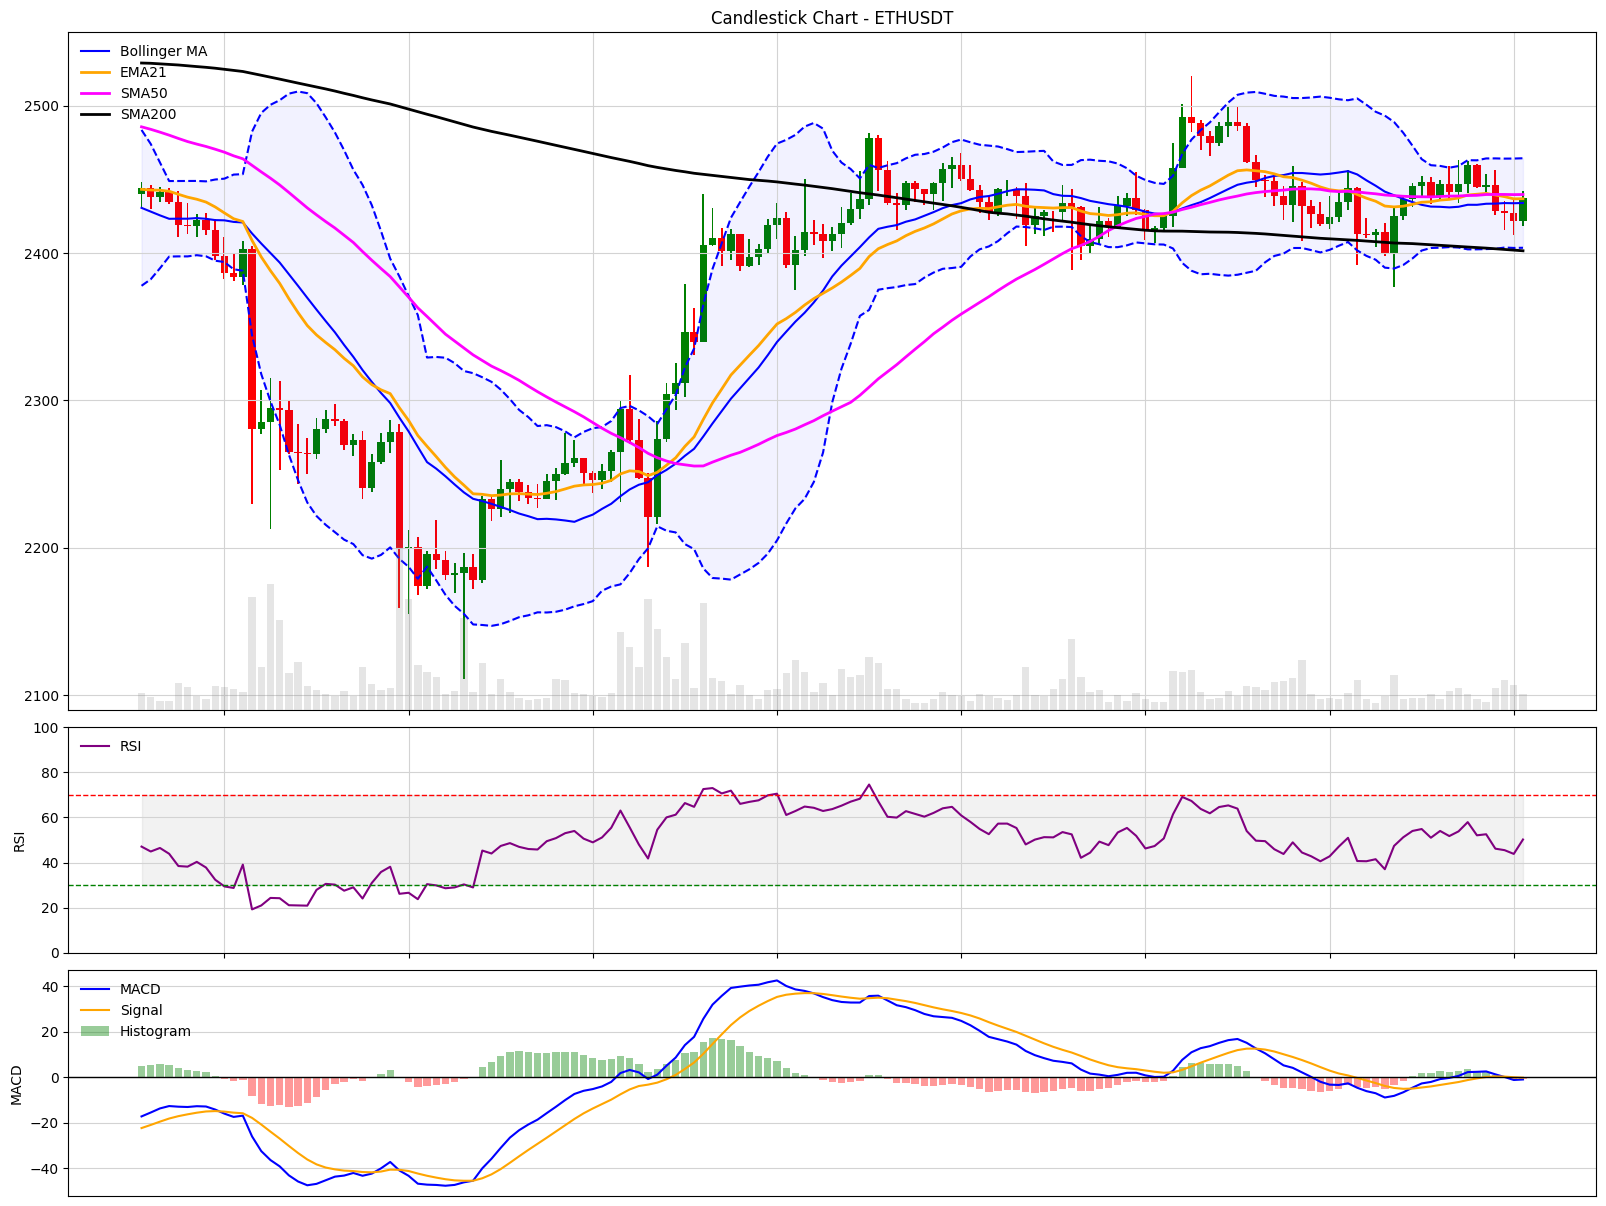 Candlestick Chart - ETHUSDT
Bollinger MA
EMA21
SMA50
SMA200
2500
2400
2300
2200
2100
100
80
60
40
20
0
RSI
RSI
40
20
0
−20
−40
MACD
MACD
Signal
Histogram